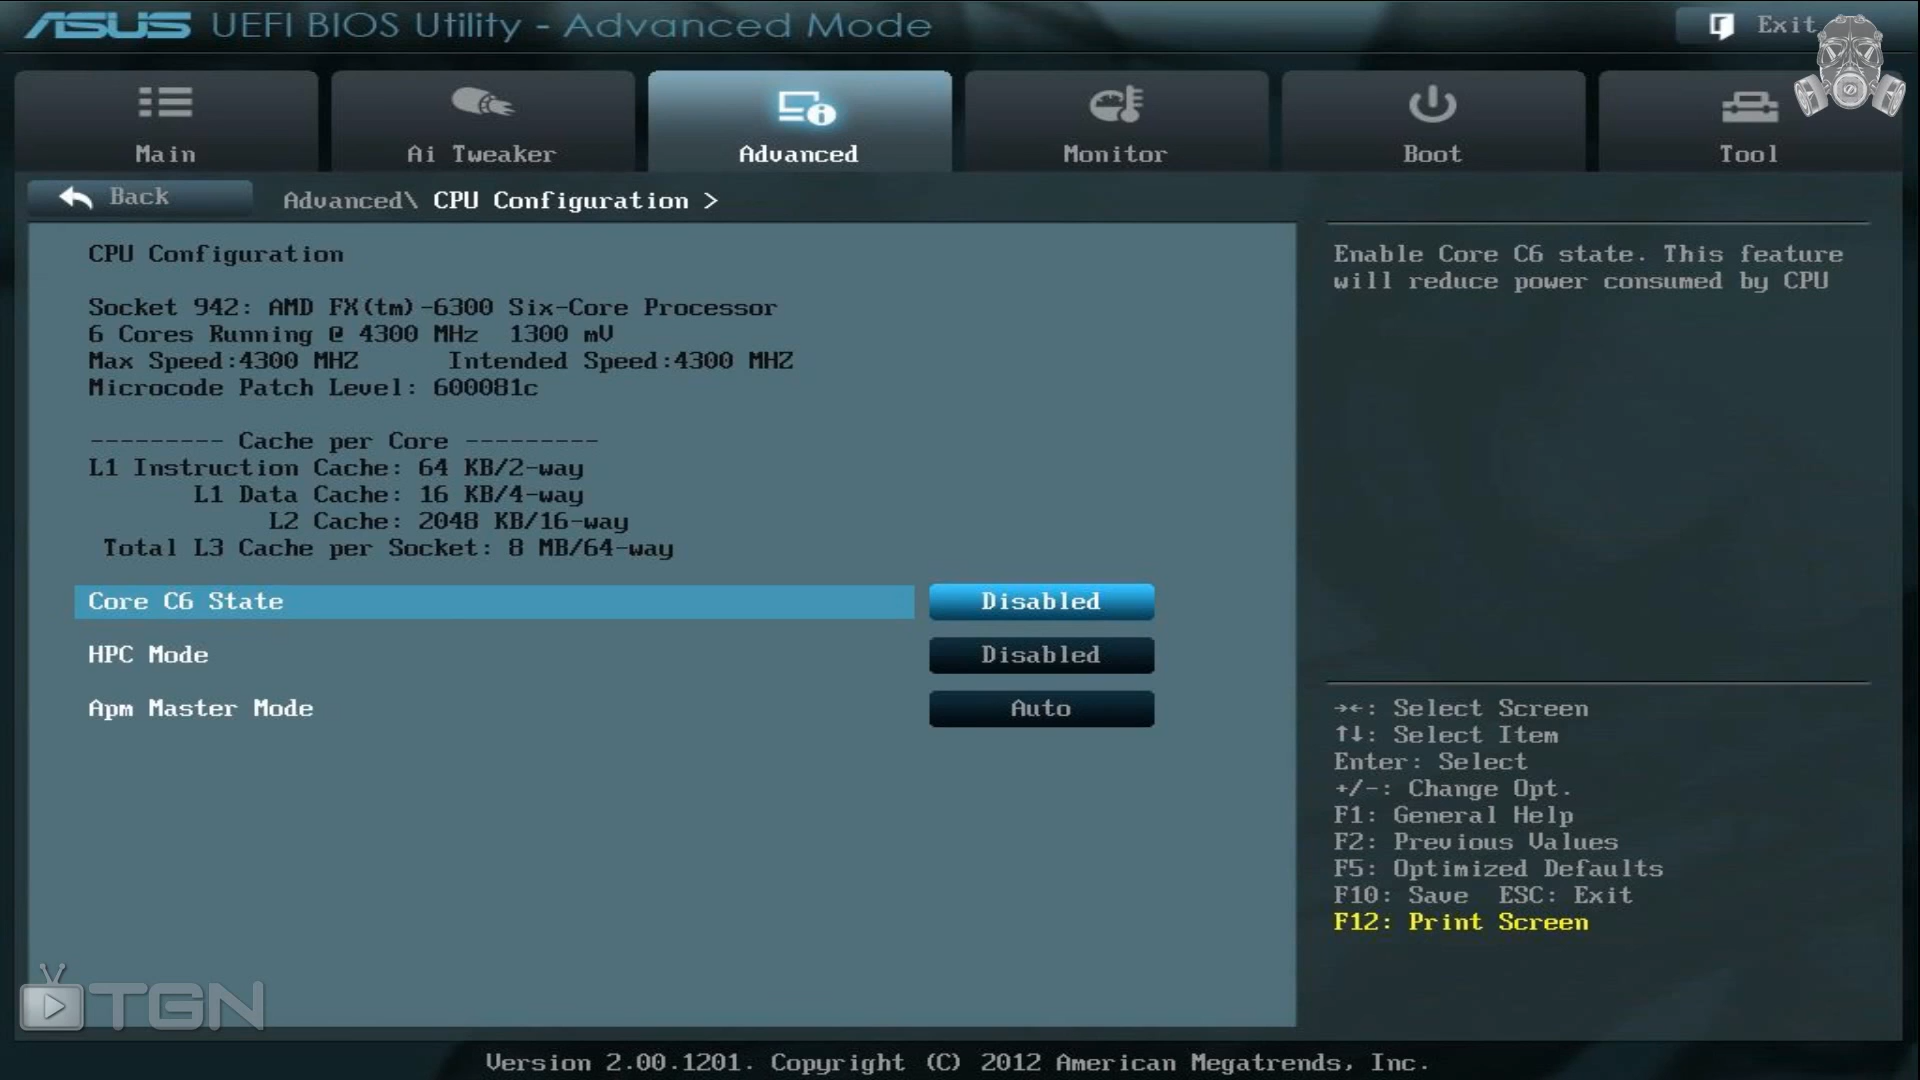 ASUS UEFI BIOS Utility - Advanced Mode
Exit
Main
Ai Tweaker
Advanced
Monitor
Boot
Tool
Back
Advanced\ CPU Configuration >
CPU Configuration
Socket 942: AMD FX(tm)-6300 Six-Core Processor
6 Cores Running @ 4300 MHz  1300 mV
Max Speed:4300 MHZ      Intended Speed:4300 MHZ
Microcode Patch Level: 600081c
--------- Cache per Core ---------
L1 Instruction Cache: 64 KB/2-way
L1 Data Cache: 16 KB/4-way
L2 Cache: 2048 KB/16-way
Total L3 Cache per Socket: 8 MB/64-way
Core C6 State Disabled
HPC Mode Disabled
Apm Master Mode Auto
Enable Core C6 state. This feature
will reduce power consumed by CPU
→←: Select Screen
↑↓: Select Item
Enter: Select
+/-: Change Opt.
F1: General Help
F2: Previous Values
F5: Optimized Defaults
F10: Save  ESC: Exit
F12: Print Screen
TGN
Version 2.00.1201. Copyright (C) 2012 American Megatrends, Inc.